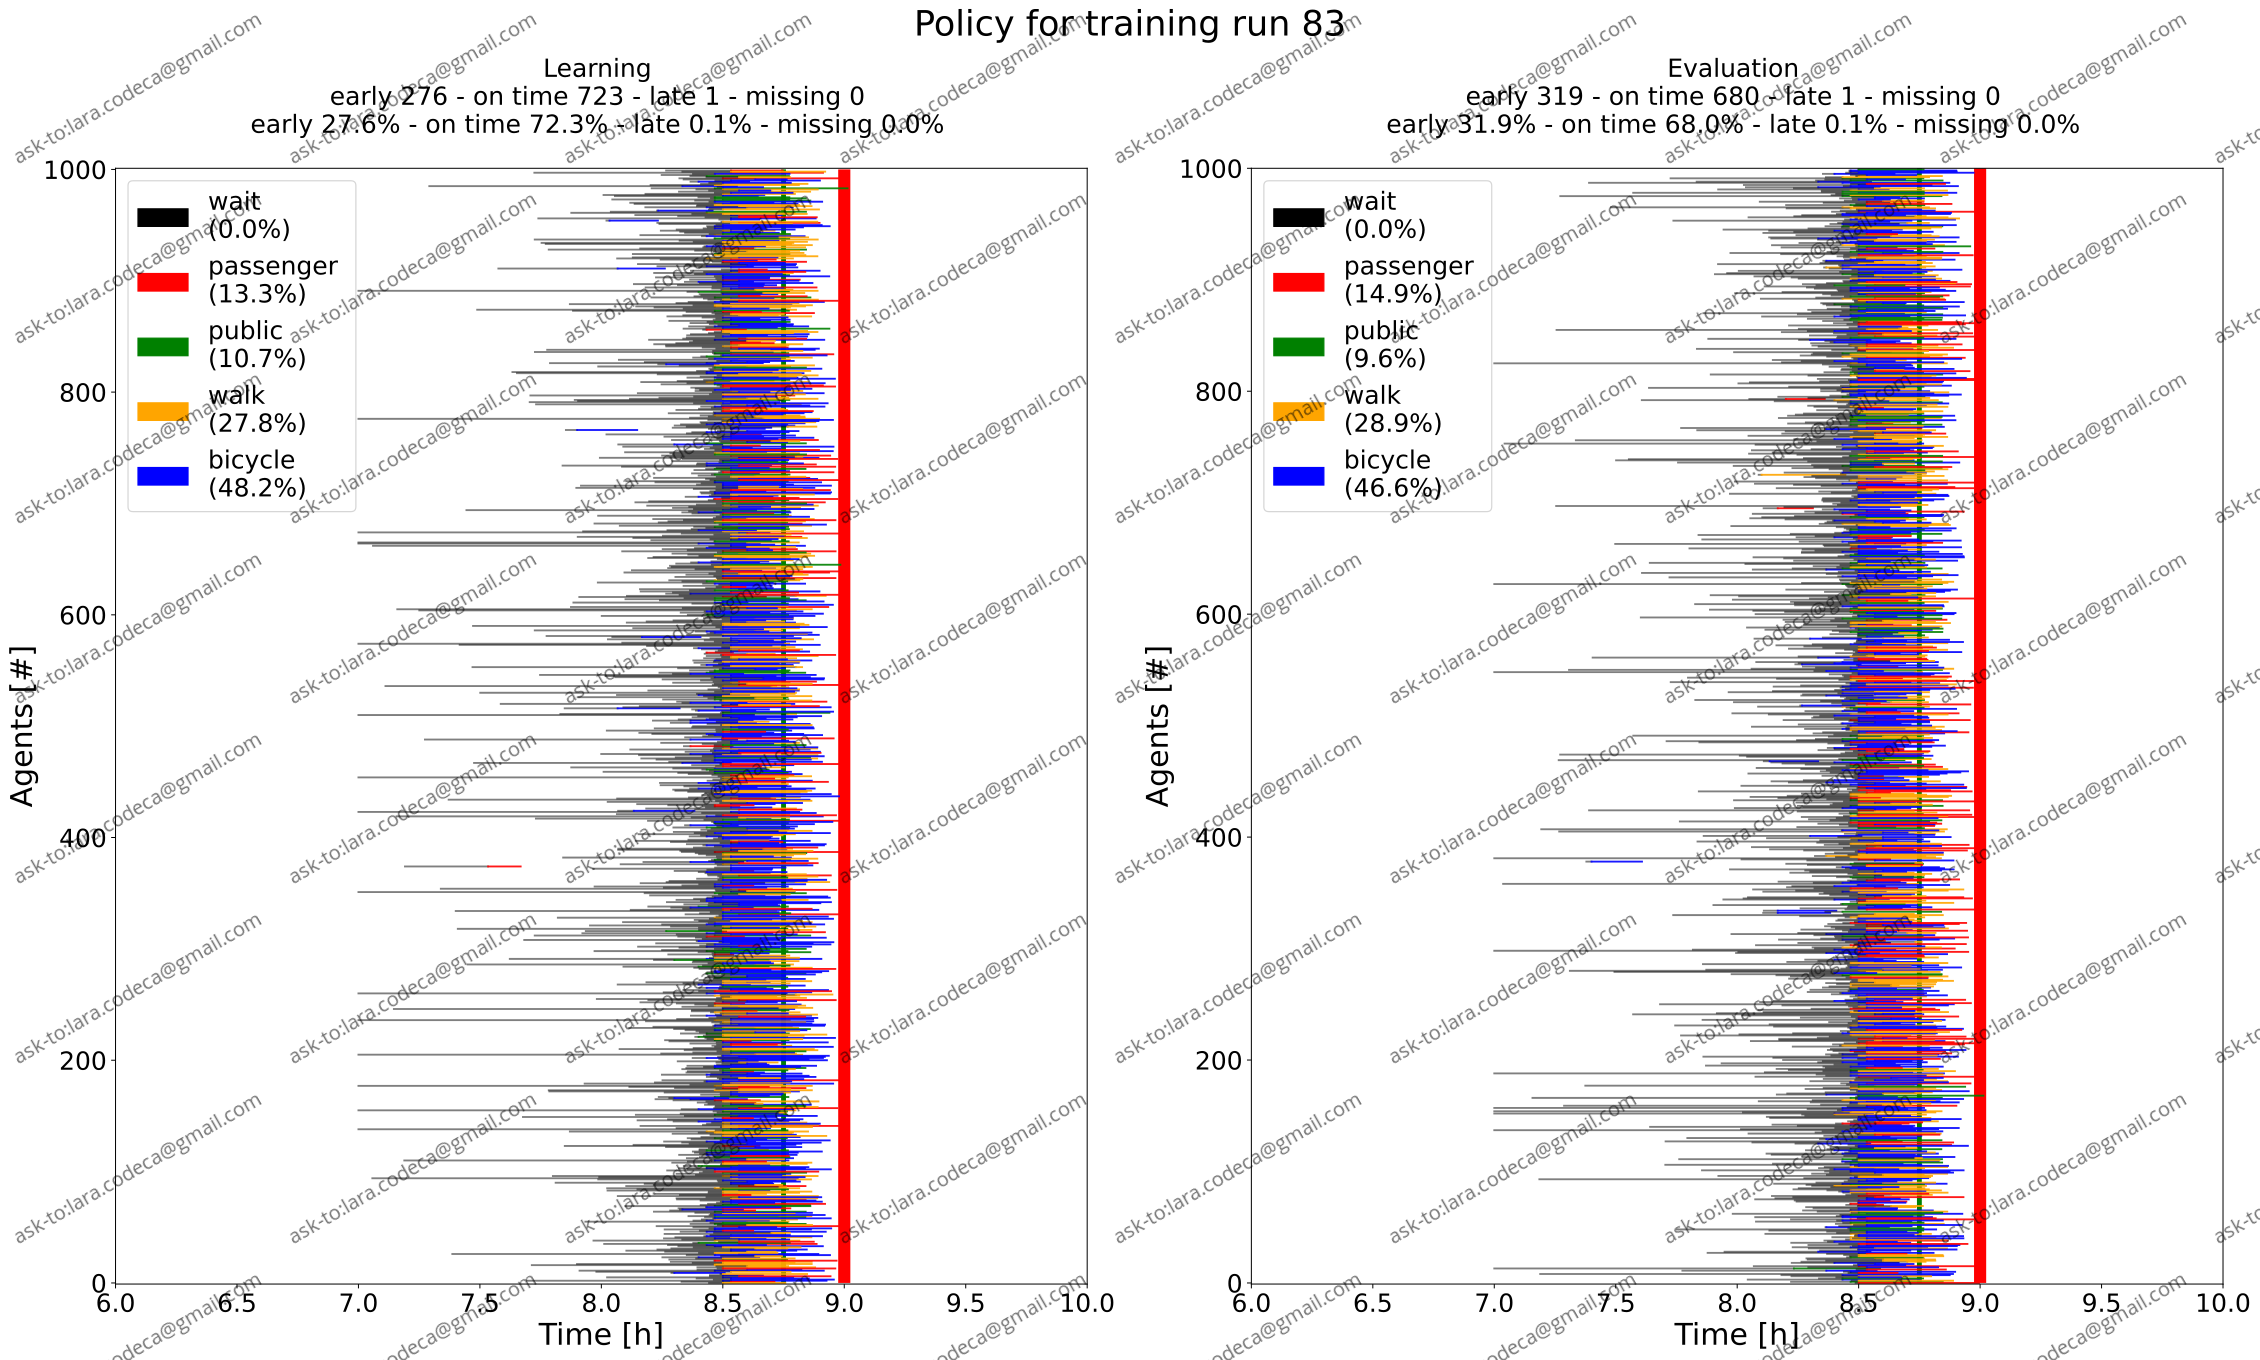 Policy for training run 83
Learning
early 276 - on time 723 - late 1 - missing 0
early 27.6% - on time 72.3% - late 0.1% - missing 0.0%
1000
800
600
400
200
0
Agents [#]
wait
(0.0%)
passenger
(13.3%)
public
(10.7%)
walk
(27.8%)
bicycle
(48.2%)
6.0 6.5 7.0 7.5 8.0 8.5 9.0 9.5 10.0
Time [h]
Evaluation
early 319 - on time 680 - late 1 - missing 0
early 31.9% - on time 68.0% - late 0.1% - missing 0.0%
1000
800
600
400
200
0
Agents [#]
wait
(0.0%)
passenger
(14.9%)
public
(9.6%)
walk
(28.9%)
bicycle
(46.6%)
6.0 6.5 7.0 7.5 8.0 8.5 9.0 9.5 10.0
Time [h]
ask-to:lara.codeca@gmail.com